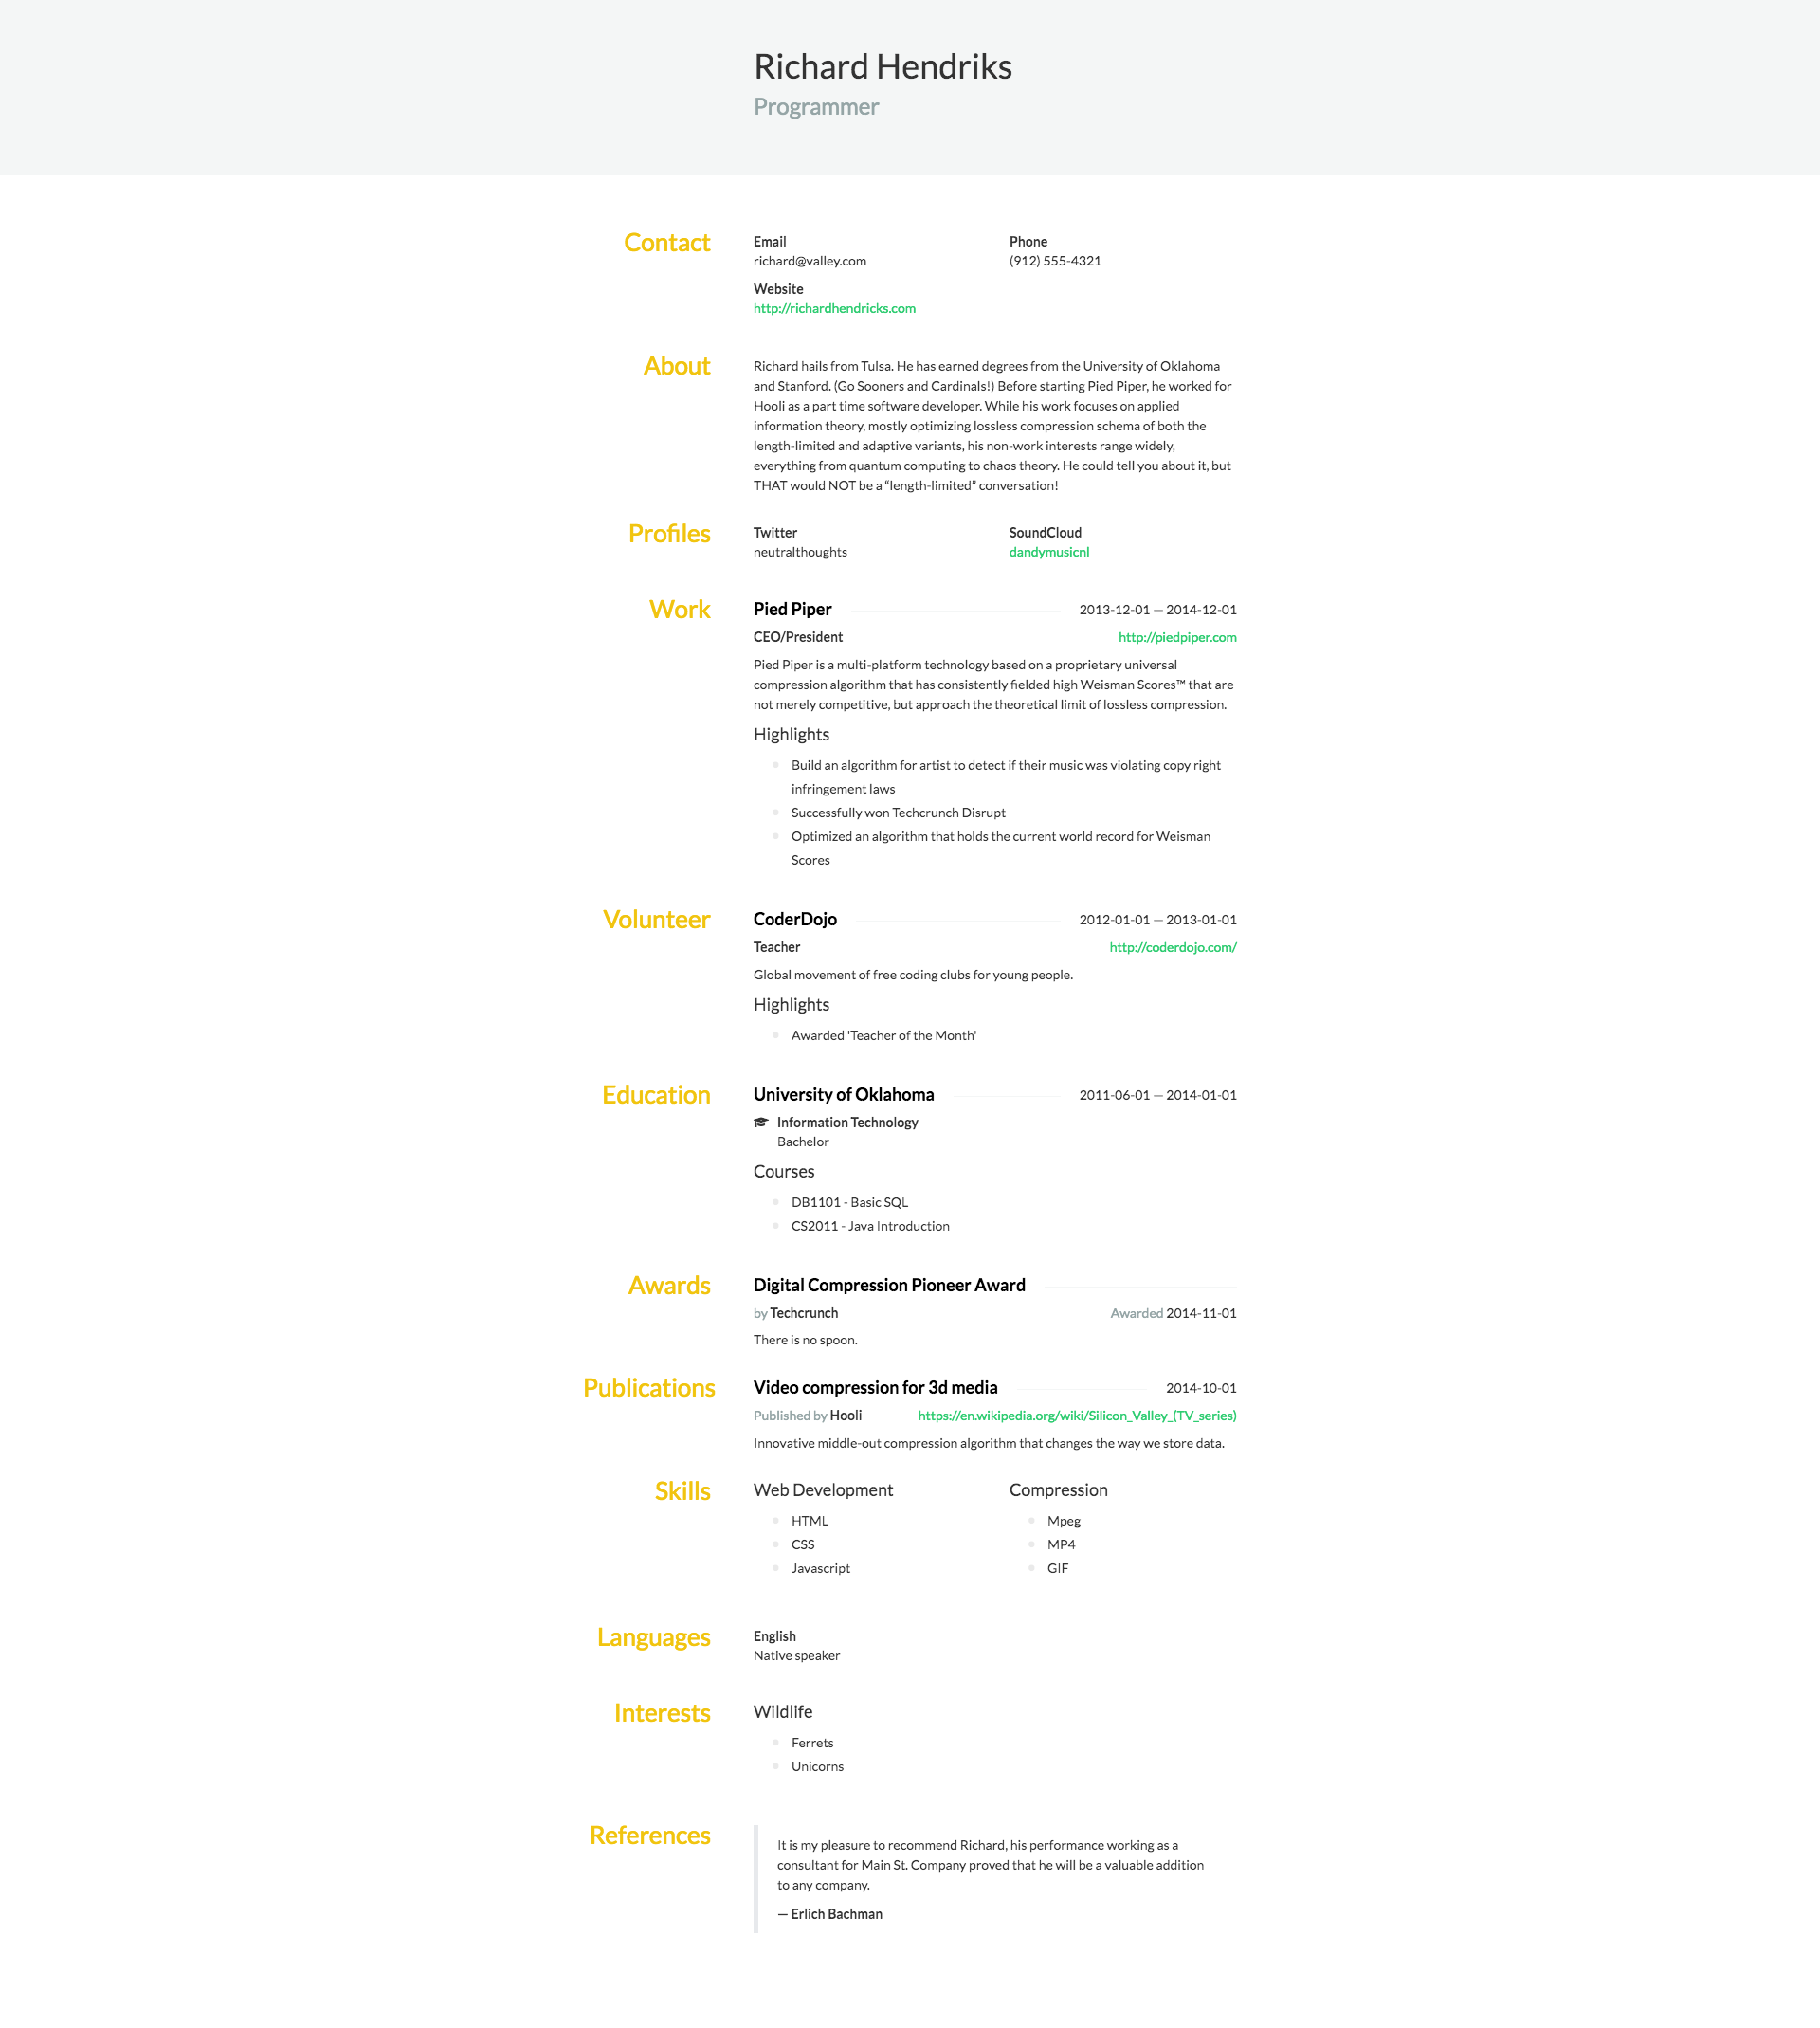 Richard Hendriks
Programmer
Contact
Email
richard@valley.com
Phone
(912) 555-4321
Website
http://richardhendricks.com
About
Richard hails from Tulsa. He has earned degrees from the University of Oklahoma
and Stanford. (Go Sooners and Cardinals!) Before starting Pied Piper, he worked for
Hooli as a part time software developer. While his work focuses on applied
information theory, mostly optimizing lossless compression schema of both the
length-limited and adaptive variants, his non-work interests range widely,
everything from quantum computing to chaos theory. He could tell you about it, but
THAT would NOT be a “length-limited” conversation!
Profiles
Twitter
neutralthoughts
SoundCloud
dandymusicnl
Work
Pied Piper 2013-12-01 — 2014-12-01
CEO/President http://piedpiper.com
Pied Piper is a multi-platform technology based on a proprietary universal
compression algorithm that has consistently fielded high Weisman Scores™ that are
not merely competitive, but approach the theoretical limit of lossless compression.
Highlights
Build an algorithm for artist to detect if their music was violating copy right
infringement laws
Successfully won Techcrunch Disrupt
Optimized an algorithm that holds the current world record for Weisman
Scores
Volunteer
CoderDojo 2012-01-01 — 2013-01-01
Teacher http://coderdojo.com/
Global movement of free coding clubs for young people.
Highlights
Awarded 'Teacher of the Month'
Education
University of Oklahoma 2011-06-01 — 2014-01-01
Information Technology
Bachelor
Courses
DB1101 - Basic SQL
CS2011 - Java Introduction
Awards
Digital Compression Pioneer Award
by Techcrunch Awarded 2014-11-01
There is no spoon.
Publications
Video compression for 3d media 2014-10-01
Published by Hooli https://en.wikipedia.org/wiki/Silicon_Valley_(TV_series)
Innovative middle-out compression algorithm that changes the way we store data.
Skills
Web Development
HTML
CSS
Javascript
Compression
Mpeg
MP4
GIF
Languages
English
Native speaker
Interests
Wildlife
Ferrets
Unicorns
References
It is my pleasure to recommend Richard, his performance working as a
consultant for Main St. Company proved that he will be a valuable addition
to any company.
— Erlich Bachman